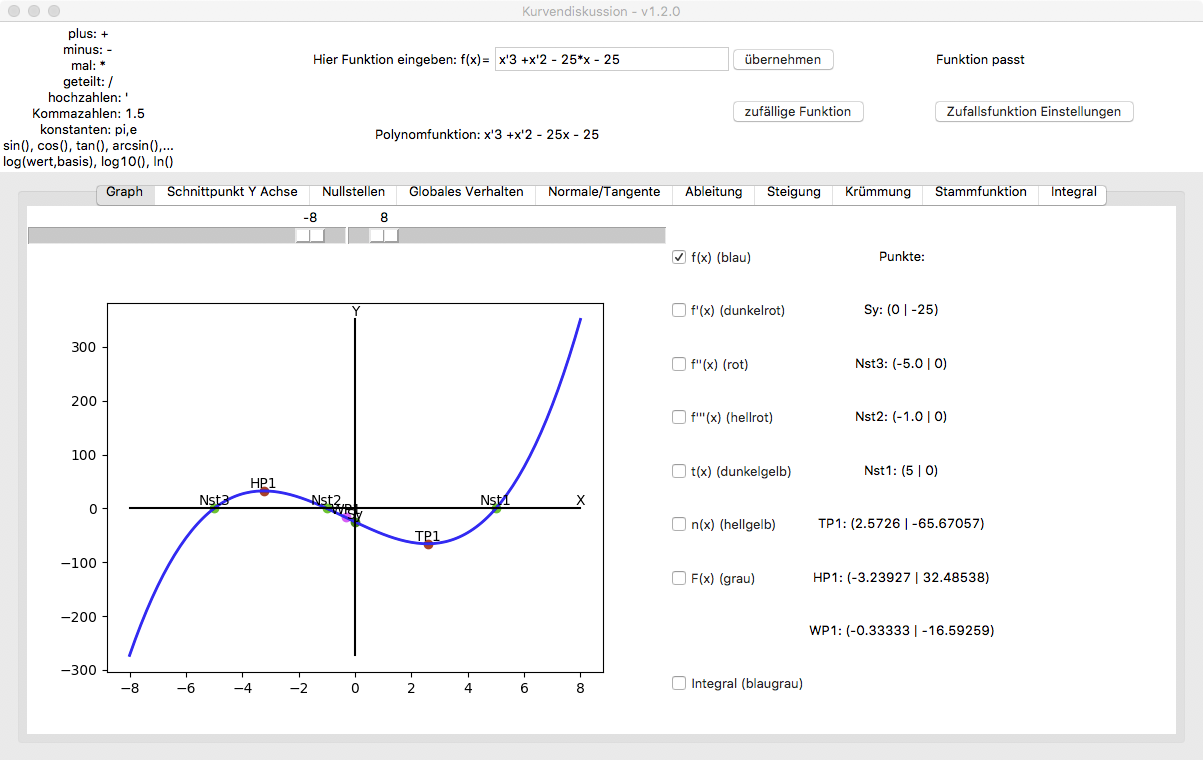 Kurvendiskussion - v1.2.0
plus: +
minus: -
mal: *
geteilt: /
hochzahlen: '
Kommazahlen: 1.5
konstanten: pi,e
sin(), cos(), tan(), arcsin(),...
log(wert,basis), log10(), ln()
Hier Funktion eingeben: f(x)= x'3 +x'2 - 25*x - 25 übernehmen Funktion passt
zufällige Funktion Zufallsfunktion Einstellungen
Polynomfunktion: x'3 +x'2 - 25x - 25
Graph Schnittpunkt Y Achse Nullstellen Globales Verhalten Normale/Tangente Ableitung Steigung Krümmung Stammfunktion Integral
-8 8
Y
300
200
100
0
−100
−200
−300
HP1
Nst3 Nst2 Nst1 X
WP1
Sy
TP1
−8 −6 −4 −2 0 2 4 6 8
f(x) (blau) Punkte:
f'(x) (dunkelrot) Sy: (0 | -25)
f''(x) (rot) Nst3: (-5.0 | 0)
f'''(x) (hellrot) Nst2: (-1.0 | 0)
t(x) (dunkelgelb) Nst1: (5 | 0)
n(x) (hellgelb) TP1: (2.5726 | -65.67057)
F(x) (grau) HP1: (-3.23927 | 32.48538)
WP1: (-0.33333 | -16.59259)
Integral (blaugrau)